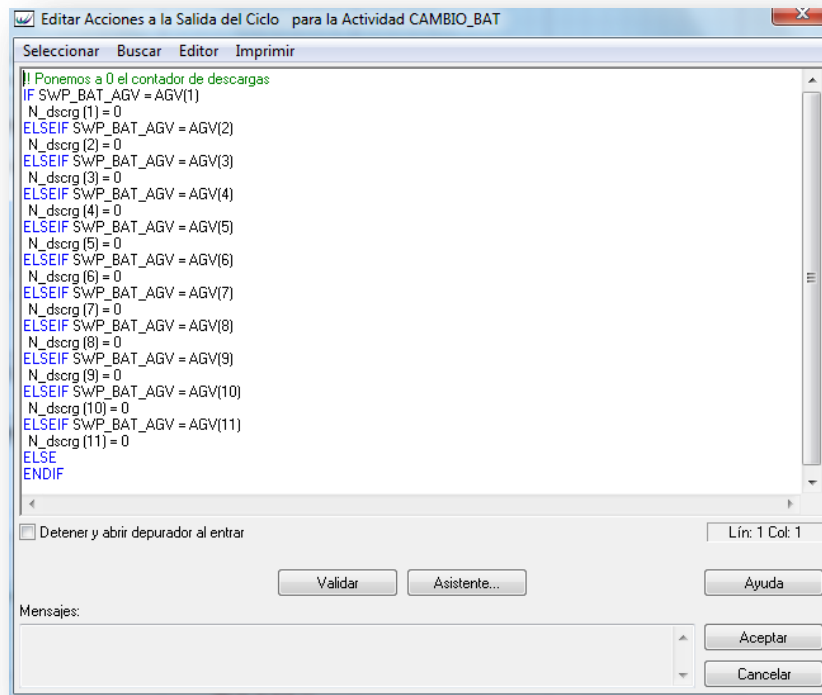 Editar Acciones a la Salida del Ciclo para la Actividad CAMBIO_BAT
Seleccionar Buscar Editor Imprimir
!! Ponemos a 0 el contador de descargas
IF SWP_BAT_AGV = AGV(1)
N_dscrg (1) = 0
ELSEIF SWP_BAT_AGV = AGV(2)
N_dscrg (2) = 0
ELSEIF SWP_BAT_AGV = AGV(3)
N_dscrg (3) = 0
ELSEIF SWP_BAT_AGV = AGV(4)
N_dscrg (4) = 0
ELSEIF SWP_BAT_AGV = AGV(5)
N_dscrg (5) = 0
ELSEIF SWP_BAT_AGV = AGV(6)
N_dscrg (6) = 0
ELSEIF SWP_BAT_AGV = AGV(7)
N_dscrg (7) = 0
ELSEIF SWP_BAT_AGV = AGV(8)
N_dscrg (8) = 0
ELSEIF SWP_BAT_AGV = AGV(9)
N_dscrg (9) = 0
ELSEIF SWP_BAT_AGV = AGV(10)
N_dscrg (10) = 0
ELSEIF SWP_BAT_AGV = AGV(11)
N_dscrg (11) = 0
ELSE
ENDIF
Detener y abrir depurador al entrar
Lín: 1 Col: 1
Validar
Asistente...
Ayuda
Mensajes:
Aceptar
Cancelar